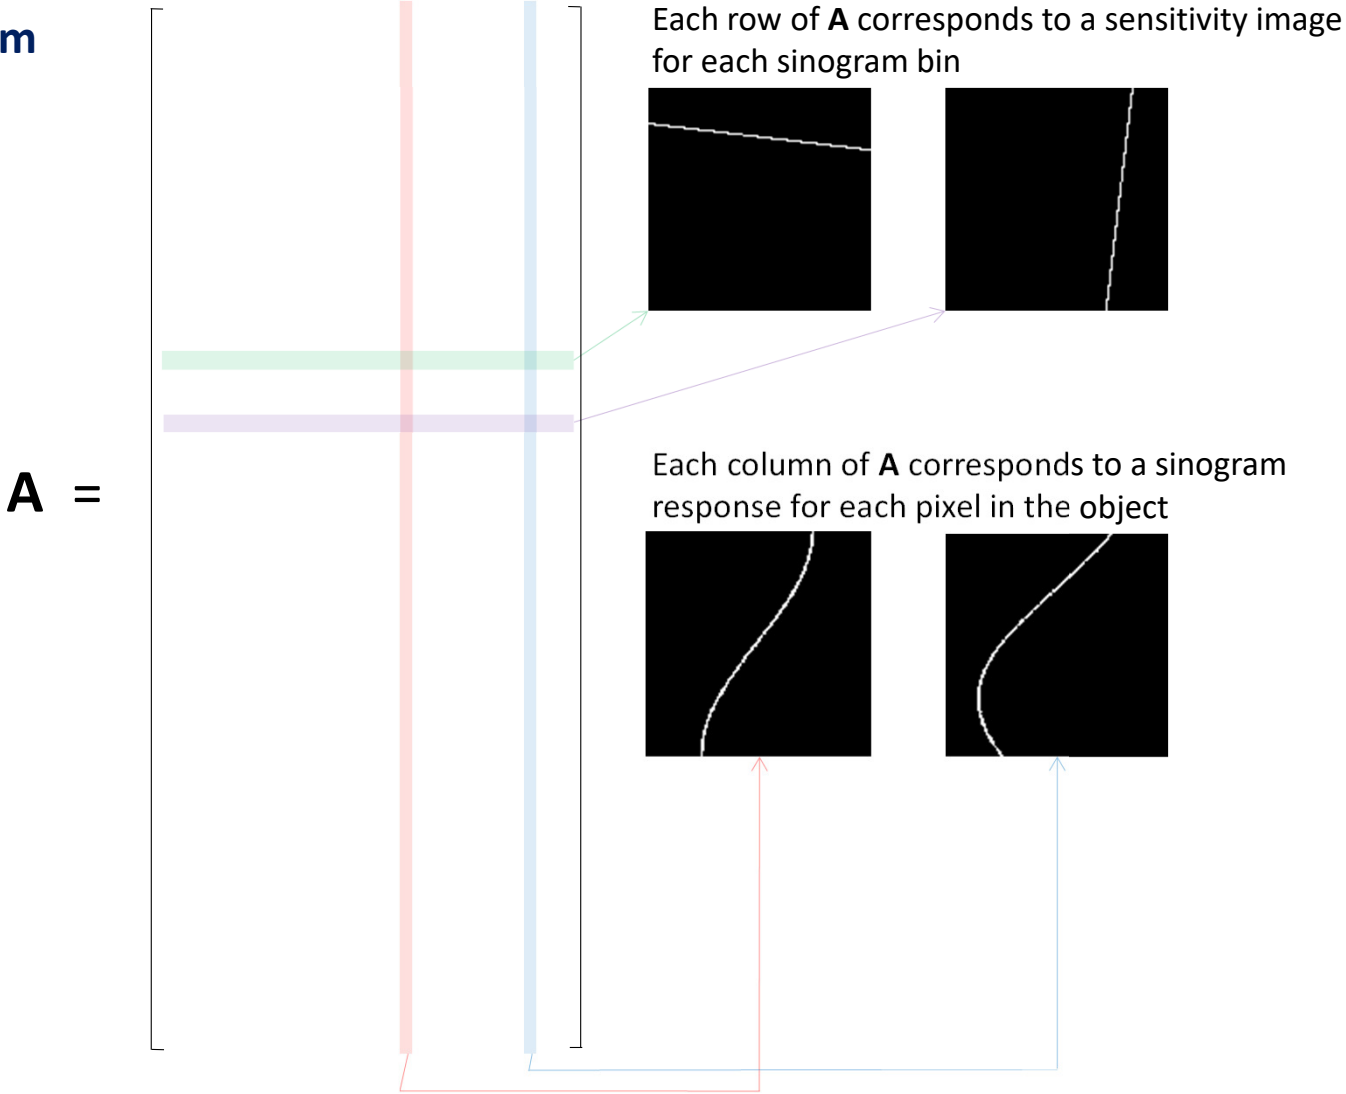 m
Each row of A corresponds to a sensitivity image
for each sinogram bin
A =
Each column of A corresponds to a sinogram
response for each pixel in the object